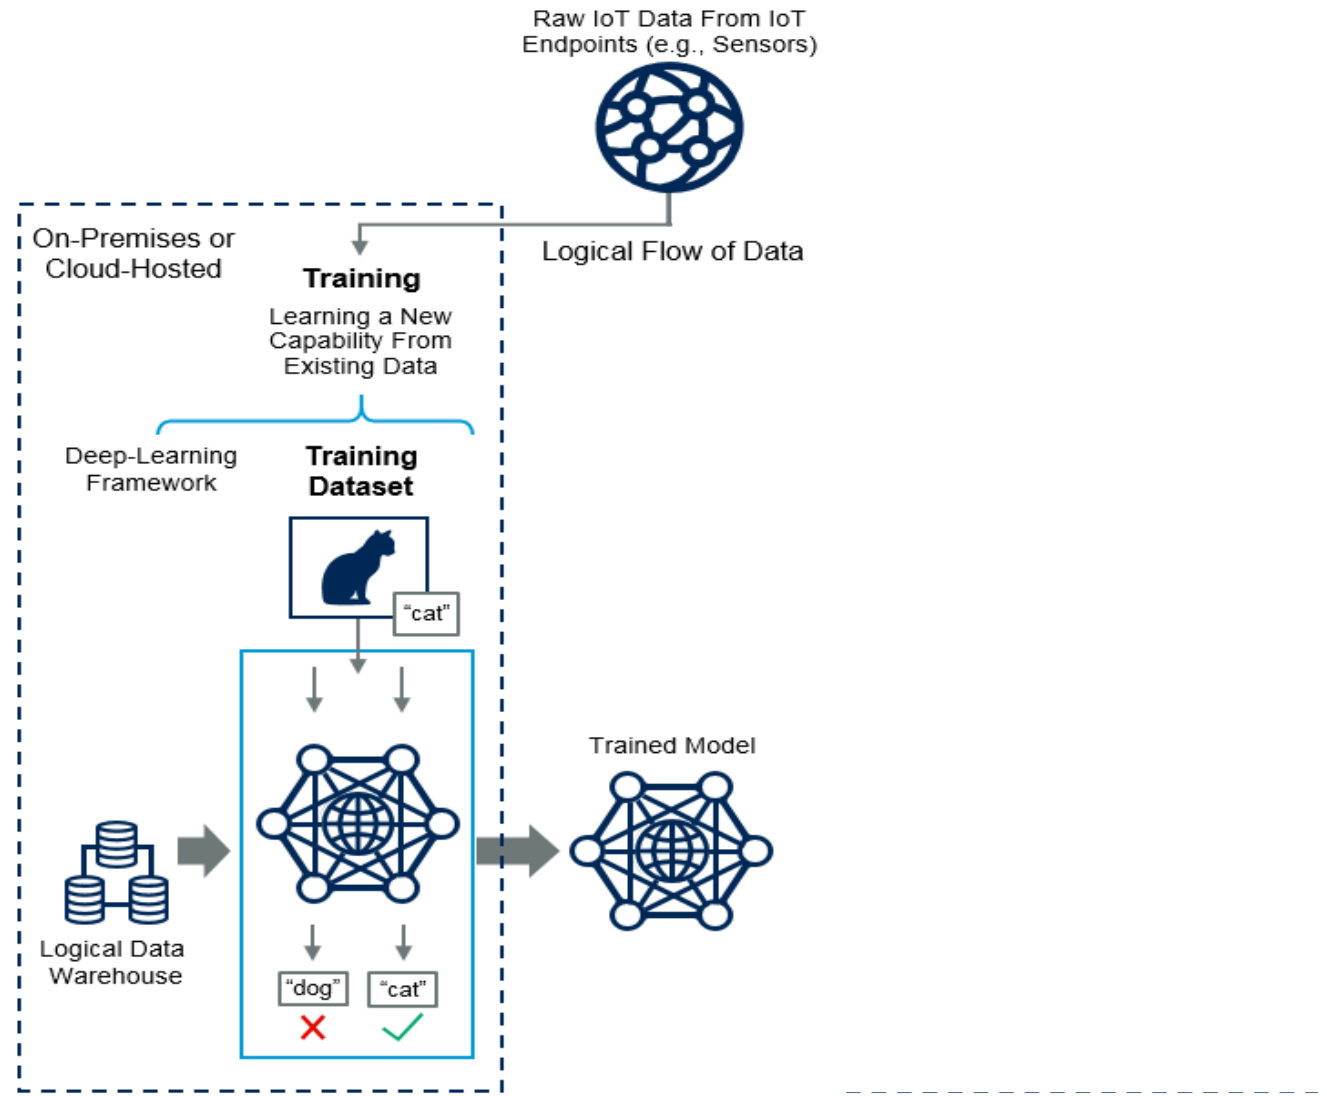 Raw IoT Data From IoT
Endpoints (e.g., Sensors)
On-Premises or
Cloud-Hosted
Logical Flow of Data
Training
Learning a New
Capability From
Existing Data
Deep-Learning
Framework
Training
Dataset
“cat”
Trained Model
Logical Data
Warehouse
“dog”
“cat”